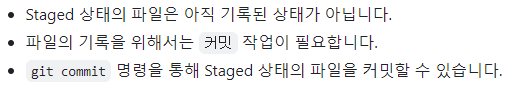 Staged 상태의 파일은 아직 기록된 상태가 아닙니다.
파일의 기록을 위해서는 커밋 작업이 필요합니다.
git commit 명령을 통해 Staged 상태의 파일을 커밋할 수 있습니다.